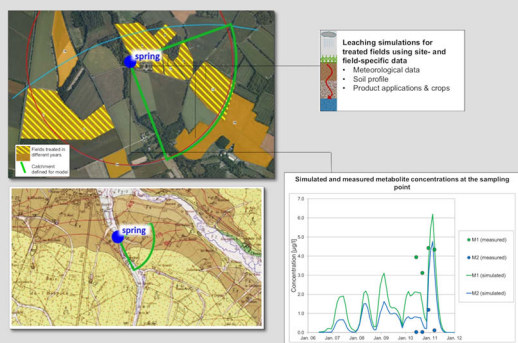 spring
Fields treated in
different years
Catchment
defined for model
Leaching simulations for
treated fields using site- and
field-specific data
• Meteorological data
• Soil profile
• Product applications & crops
spring
Simulated and measured metabolite concentrations at the sampling
point
Concentration [µg/l]
7.0
6.0
5.0
4.0
3.0
2.0
1.0
0.0
Jan. 06 Jan. 07 Jan. 08 Jan. 09 Jan. 10 Jan. 11 Jan. 12
M1 (measured)
M2 (measured)
M1 (simulated)
M2 (simulated)